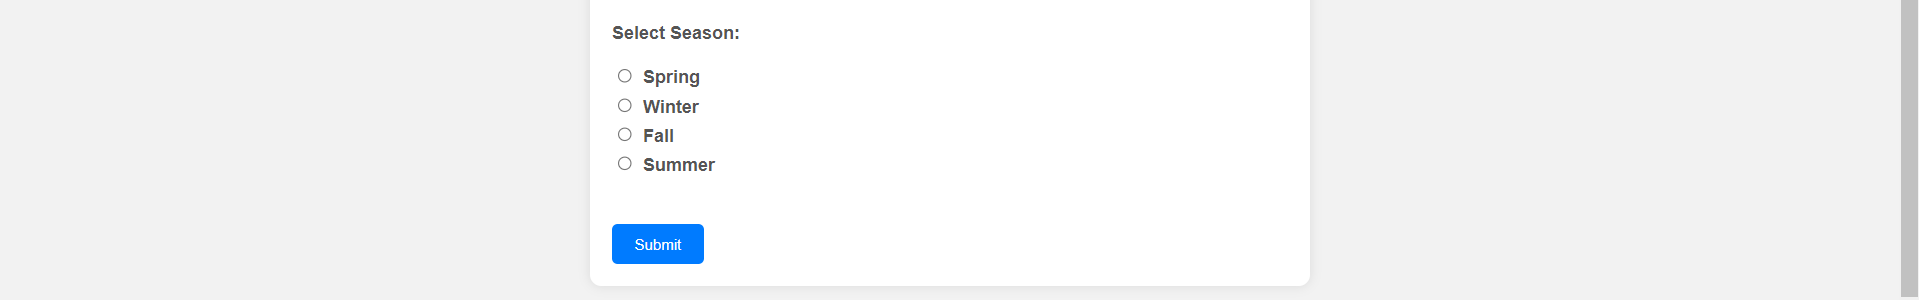 Select Season:
Spring
Winter
Fall
Summer
Submit